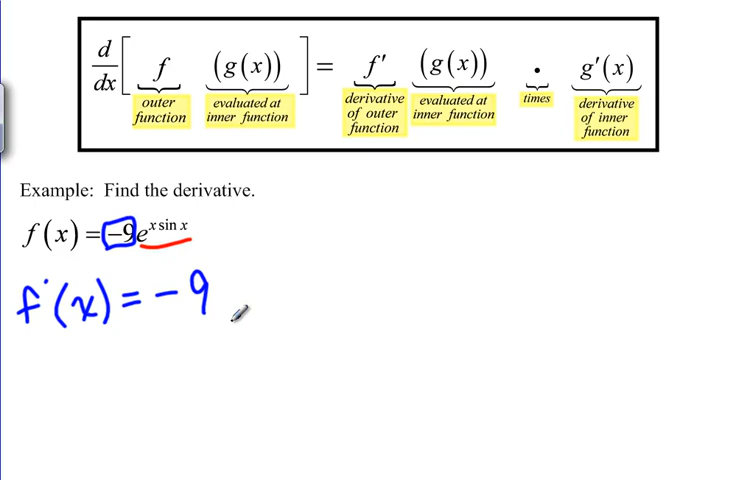 d/dx [ f (g(x)) ] = f' (g(x)) · g'(x)
outer function evaluated at inner function derivative of outer function evaluated at inner function times derivative of inner function
Example: Find the derivative.
f(x) = -9e^{x sin x}
f'(x) = -9